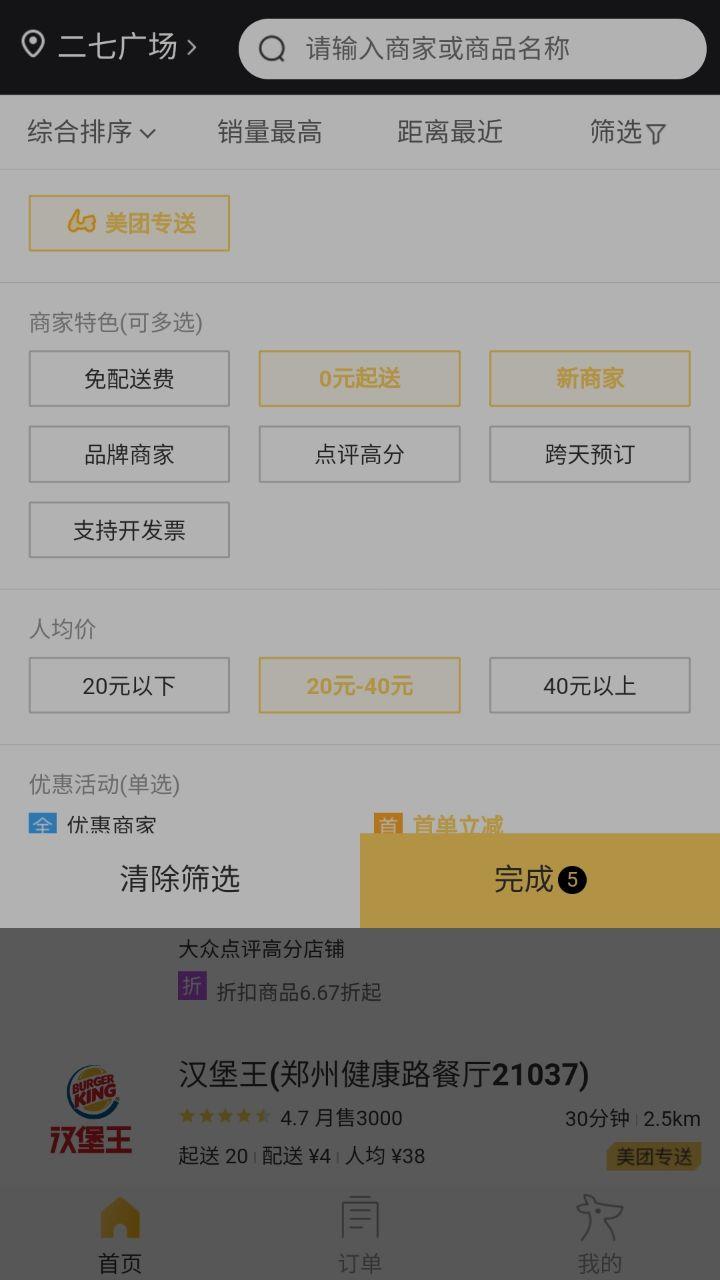 二七广场
请输入商家或商品名称
综合排序 销量最高 距离最近 筛选
美团专送
商家特色(可多选)
免配送费 0元起送 新商家
品牌商家 点评高分 跨天预订
支持开发票
人均价
20元以下 20元-40元 40元以上
优惠活动(单选)
全 优惠商家 首 首单立减
清除筛选 完成 5
大众点评高分店铺
折 折扣商品6.67折起
BURGER KING
汉堡王
汉堡王(郑州健康路餐厅21037)
4.7 月售3000 30分钟 2.5km
起送 20 配送 ¥4 人均 ¥38 美团专送
首页 订单 我的